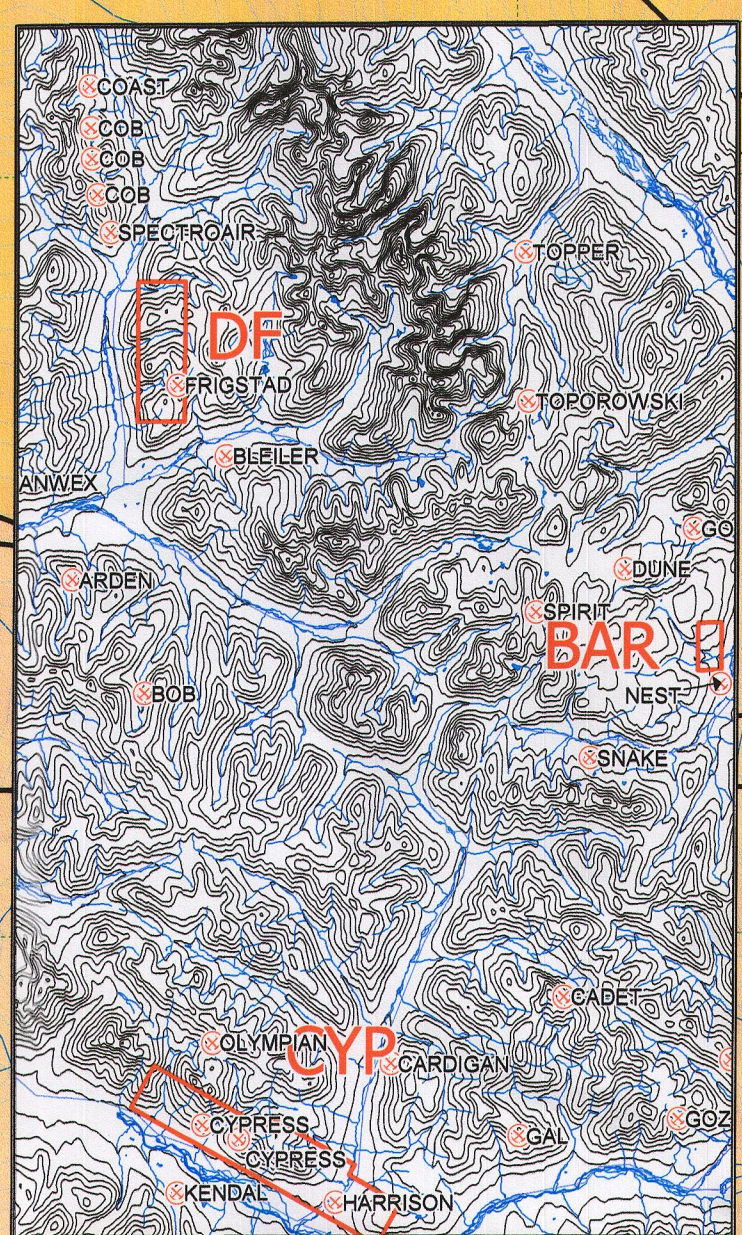 COAST
COB
COB
COB
SPECTROAIR
TOPPER
DF
FRIGSTAD
TOPOROWSKI
BLEILER
ANWEX
GO
DUNE
ARDEN
SPIRIT
BAR
BOB
NEST
SNAKE
CADET
OLYMPIAN
CYP
CARDIGAN
CYPRESS
GOZ
GAL
CYPRESS
KENDAL
HARRISON